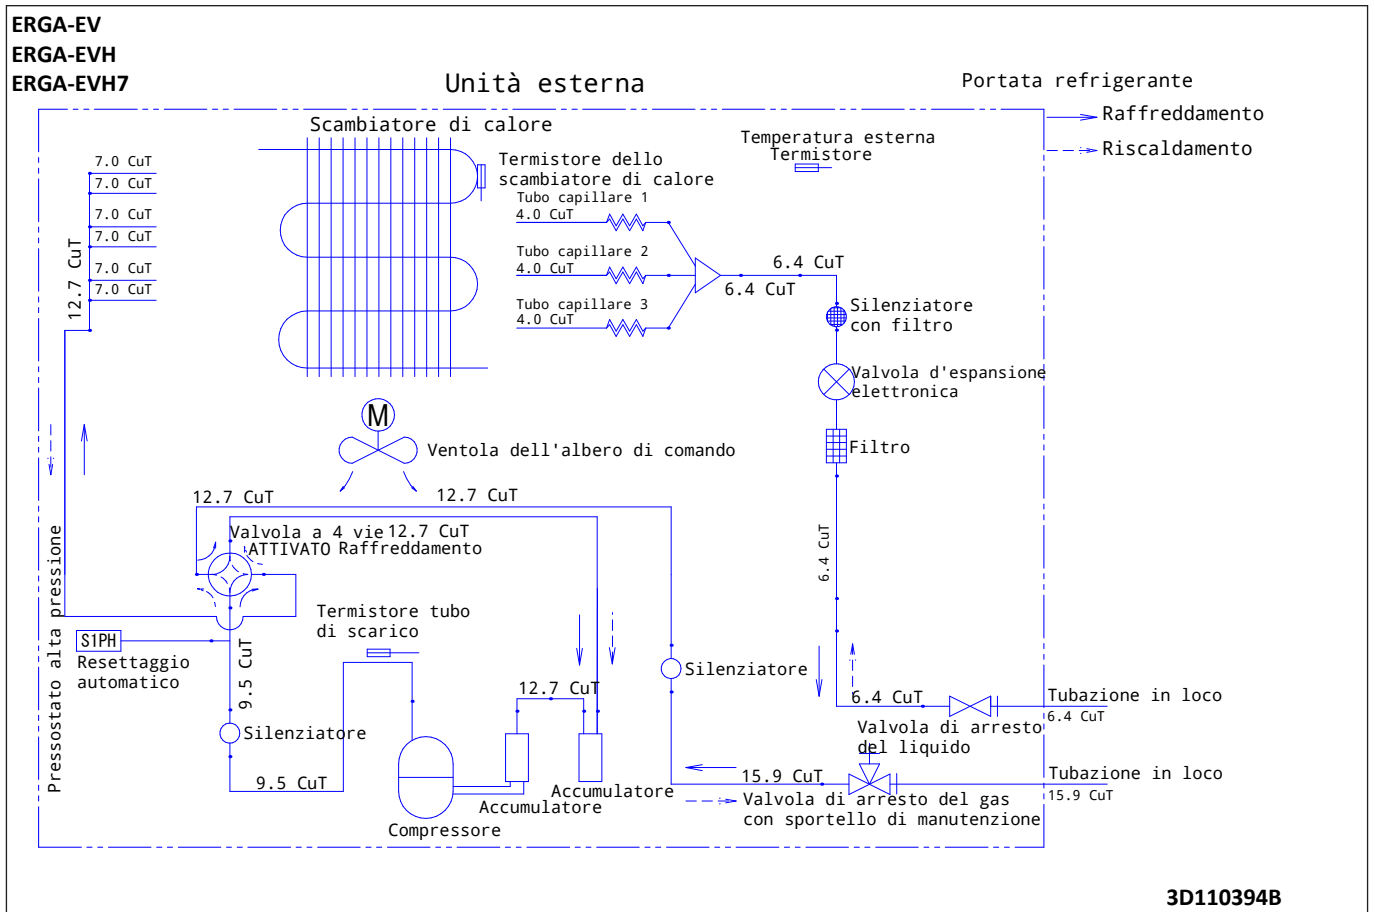 ERGA-EV
ERGA-EVH
ERGA-EVH7
Unità esterna
Portata refrigerante
Raffreddamento
Riscaldamento
Scambiatore di calore
Temperatura esterna
Termistore
Termistore dello
scambiatore di calore
7.0 CuT
7.0 CuT
7.0 CuT
7.0 CuT
7.0 CuT
7.0 CuT
12.7 CuT
Tubo capillare 1
4.0 CuT
Tubo capillare 2
4.0 CuT
Tubo capillare 3
4.0 CuT
6.4 CuT
6.4 CuT
Silenziatore
con filtro
Valvola d'espansione
elettronica
Filtro
M
Ventola dell'albero di comando
12.7 CuT
12.7 CuT
Valvola a 4 vie 12.7 CuT
ATTIVATO Raffreddamento
6.4 CuT
Pressostato alta pressione
S1PH
Resettaggio
automatico
9.5 CuT
Termistore tubo
di scarico
Silenziatore
Silenziatore
12.7 CuT
9.5 CuT
Compressore
Accumulatore
Accumulatore
6.4 CuT
Tubazione in loco
6.4 CuT
Valvola di arresto
del liquido
15.9 CuT
Tubazione in loco
15.9 CuT
Valvola di arresto del gas
con sportello di manutenzione
3D110394B